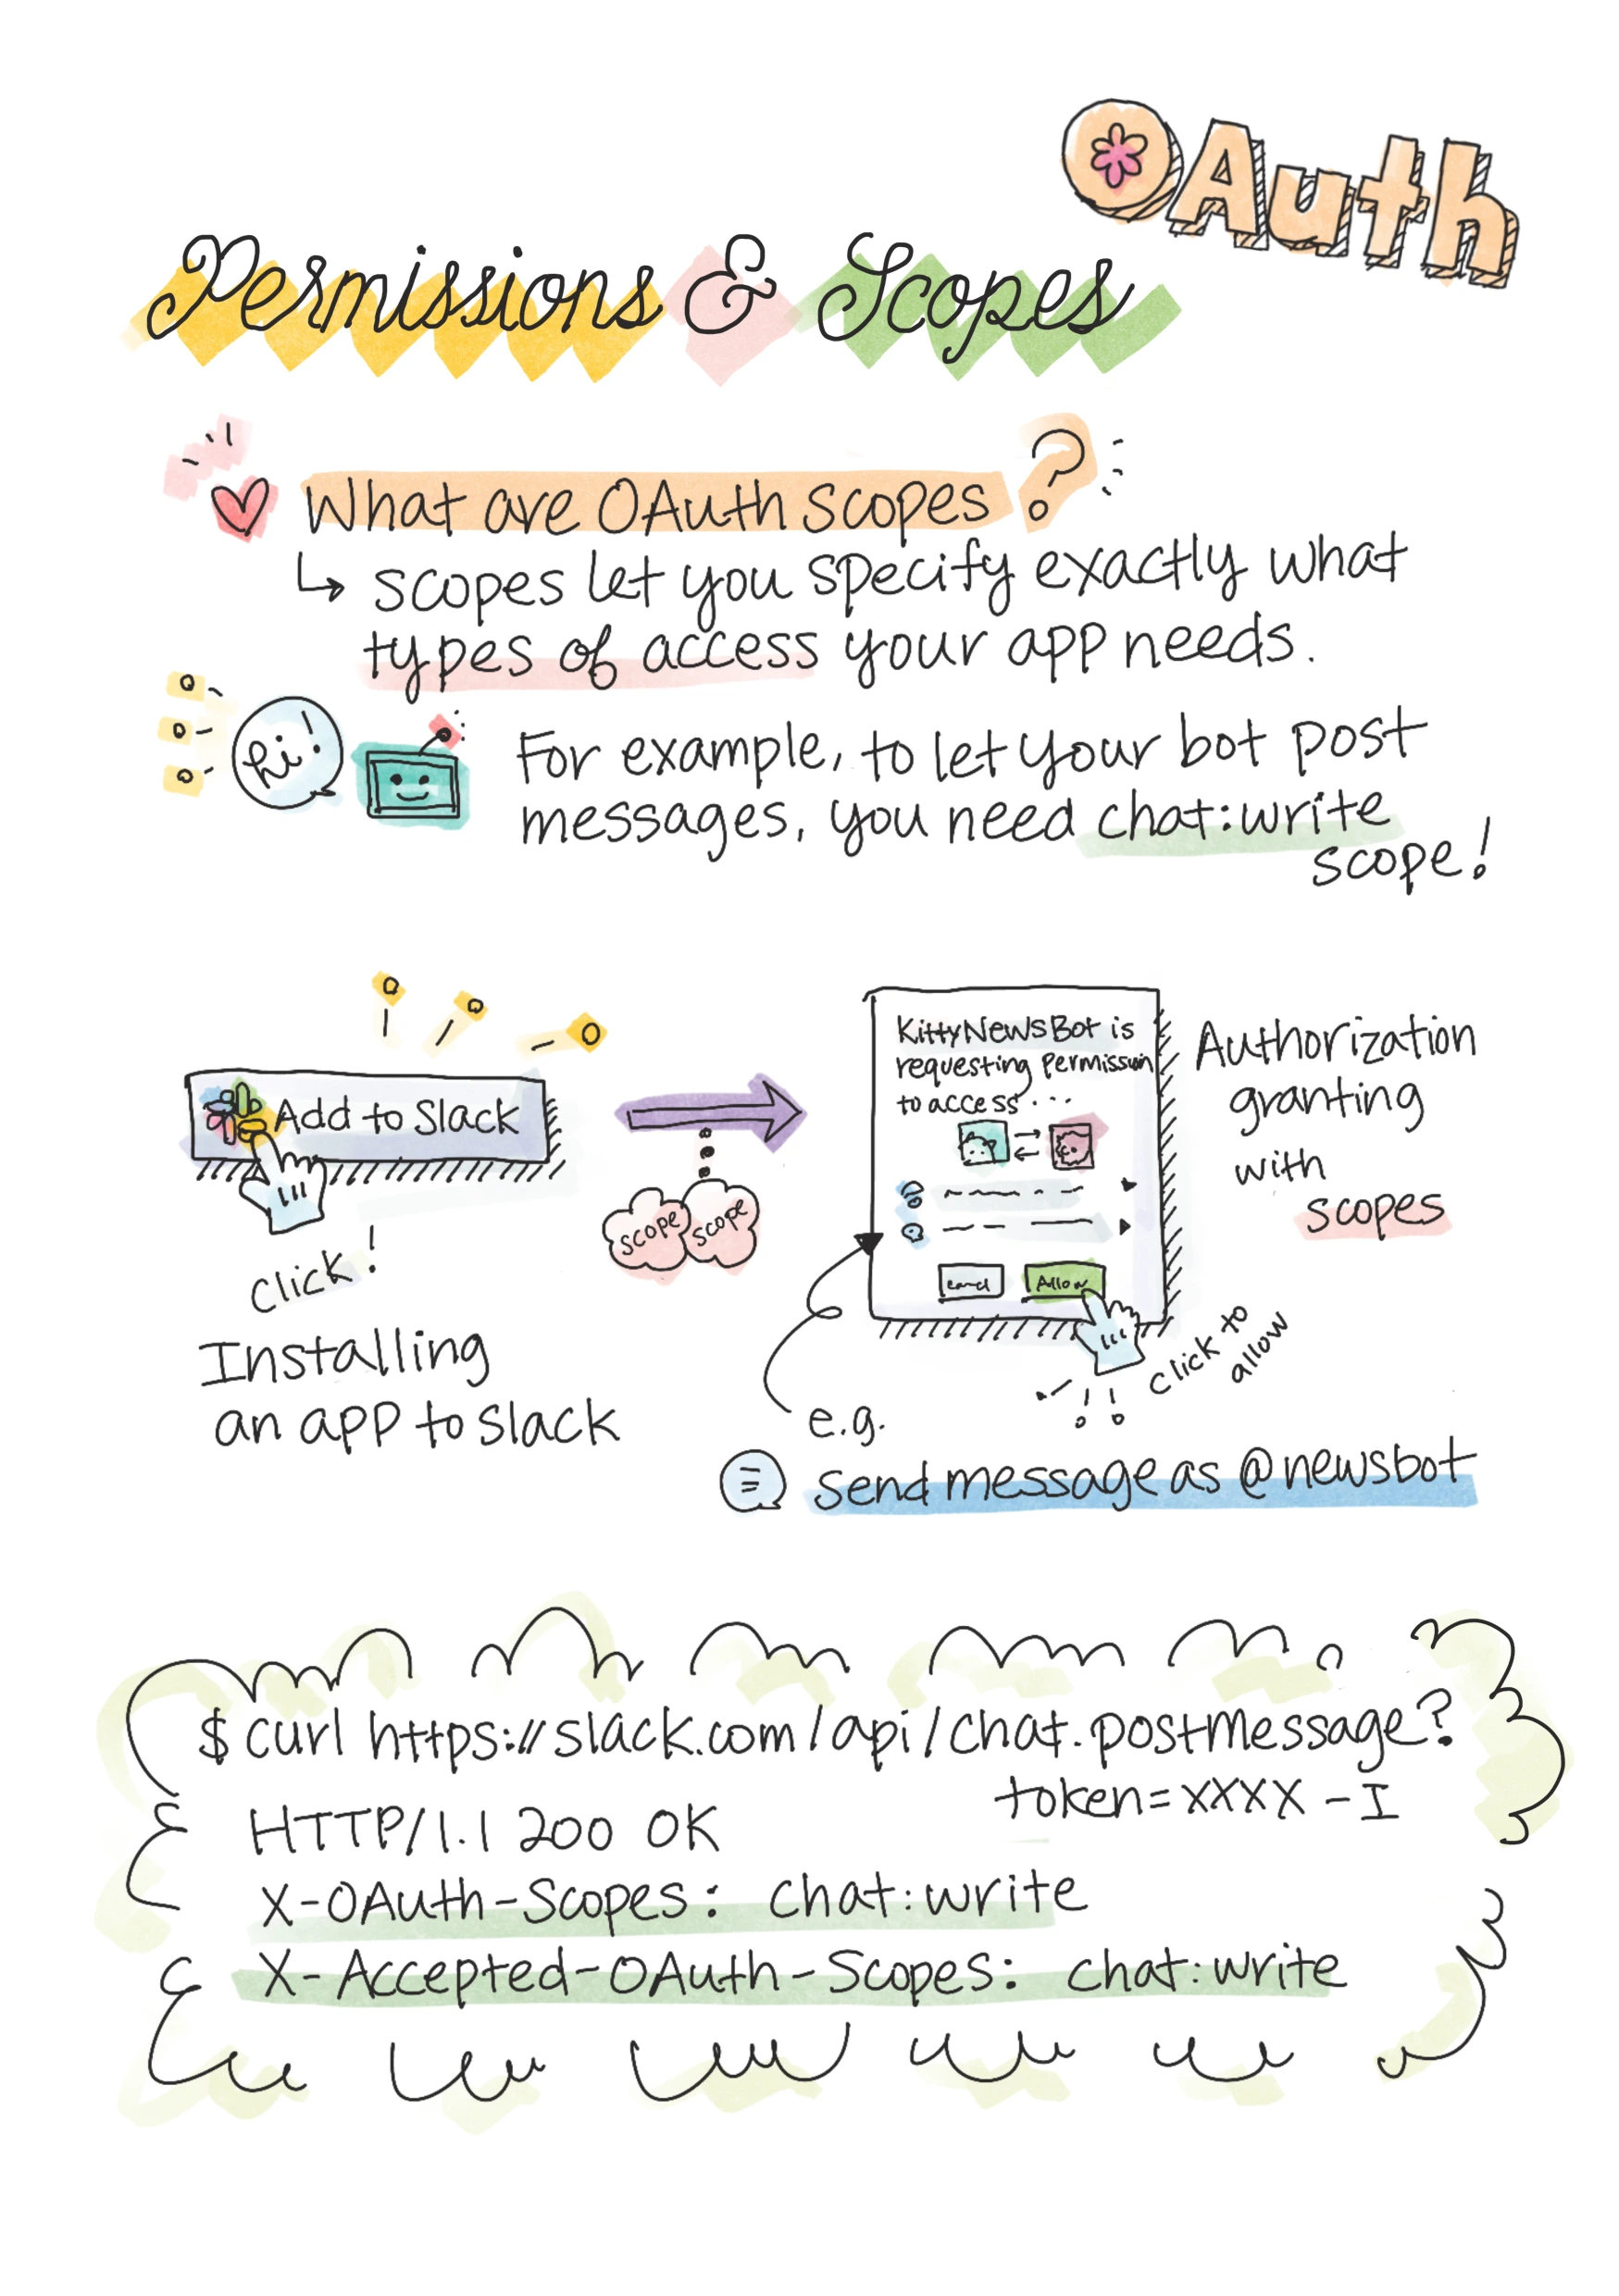 OAuth
Permissions & Scopes
What are OAuth scopes?
scopes let you specify exactly what
types of access your app needs.
hi!
For example, to let your bot post
messages, you need chat:write
scope!
Add to Slack
click!
Installing
an app to Slack
scope scope
KittyNewsBot is
requesting permission
to access...
Cancl Allow
Authorization
granting
with
scopes
click to
allow
e.g.
send message as @newsbot
$ curl https://slack.com/api/chat.postMessage?
token=XXXX-I
HTTP/1.1 200 OK
X-OAuth-Scopes: chat:write
X-Accepted-OAuth-Scopes: chat:write